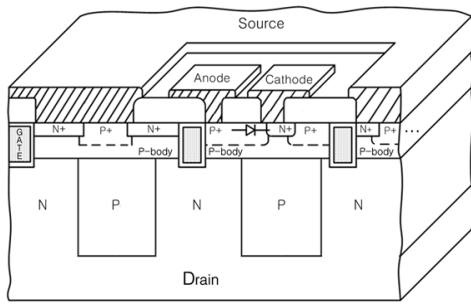 Source
Anode Cathode
GATE N+ P+ N+ P+ N+ P+ N+ P+ ...
P-body P-body P-body
N P N P N
Drain